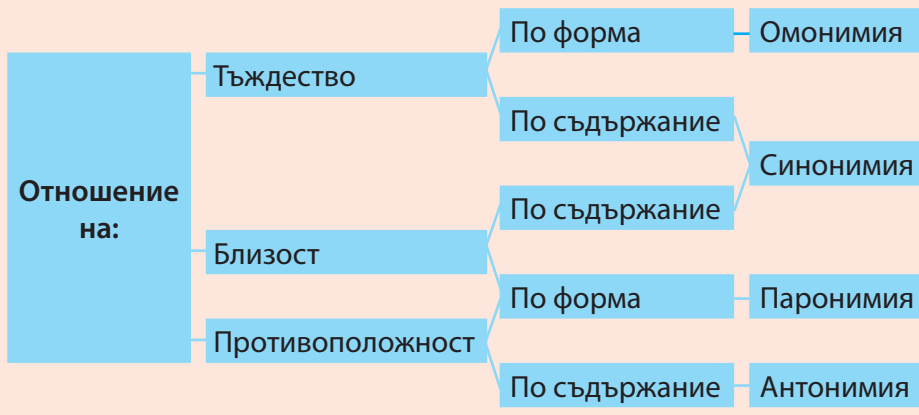 Отношение
на:
Тъждество
По форма
Омонимия
По съдържание
Синонимия
Близост
По съдържание
По форма
Паронимия
Противоположност
По съдържание
Антонимия